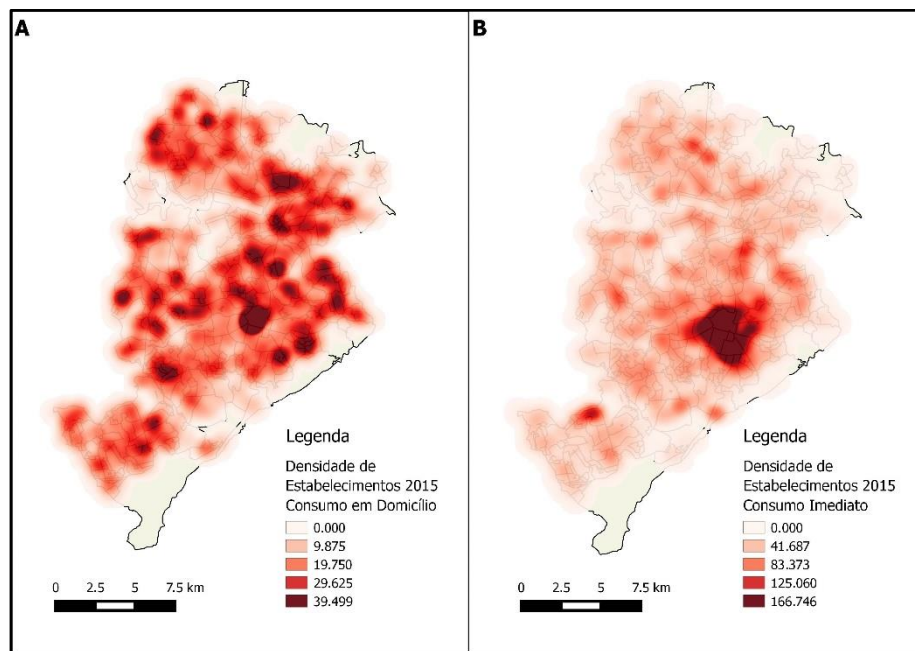 A
Legenda
Densidade de
Estabelecimentos 2015
Consumo em Domicílio
0.000
9.875
19.750
29.625
39.499
0 2.5 5 7.5 km
B
Legenda
Densidade de
Estabelecimentos 2015
Consumo Imediato
0.000
41.687
83.373
125.060
166.746
0 2.5 5 7.5 km